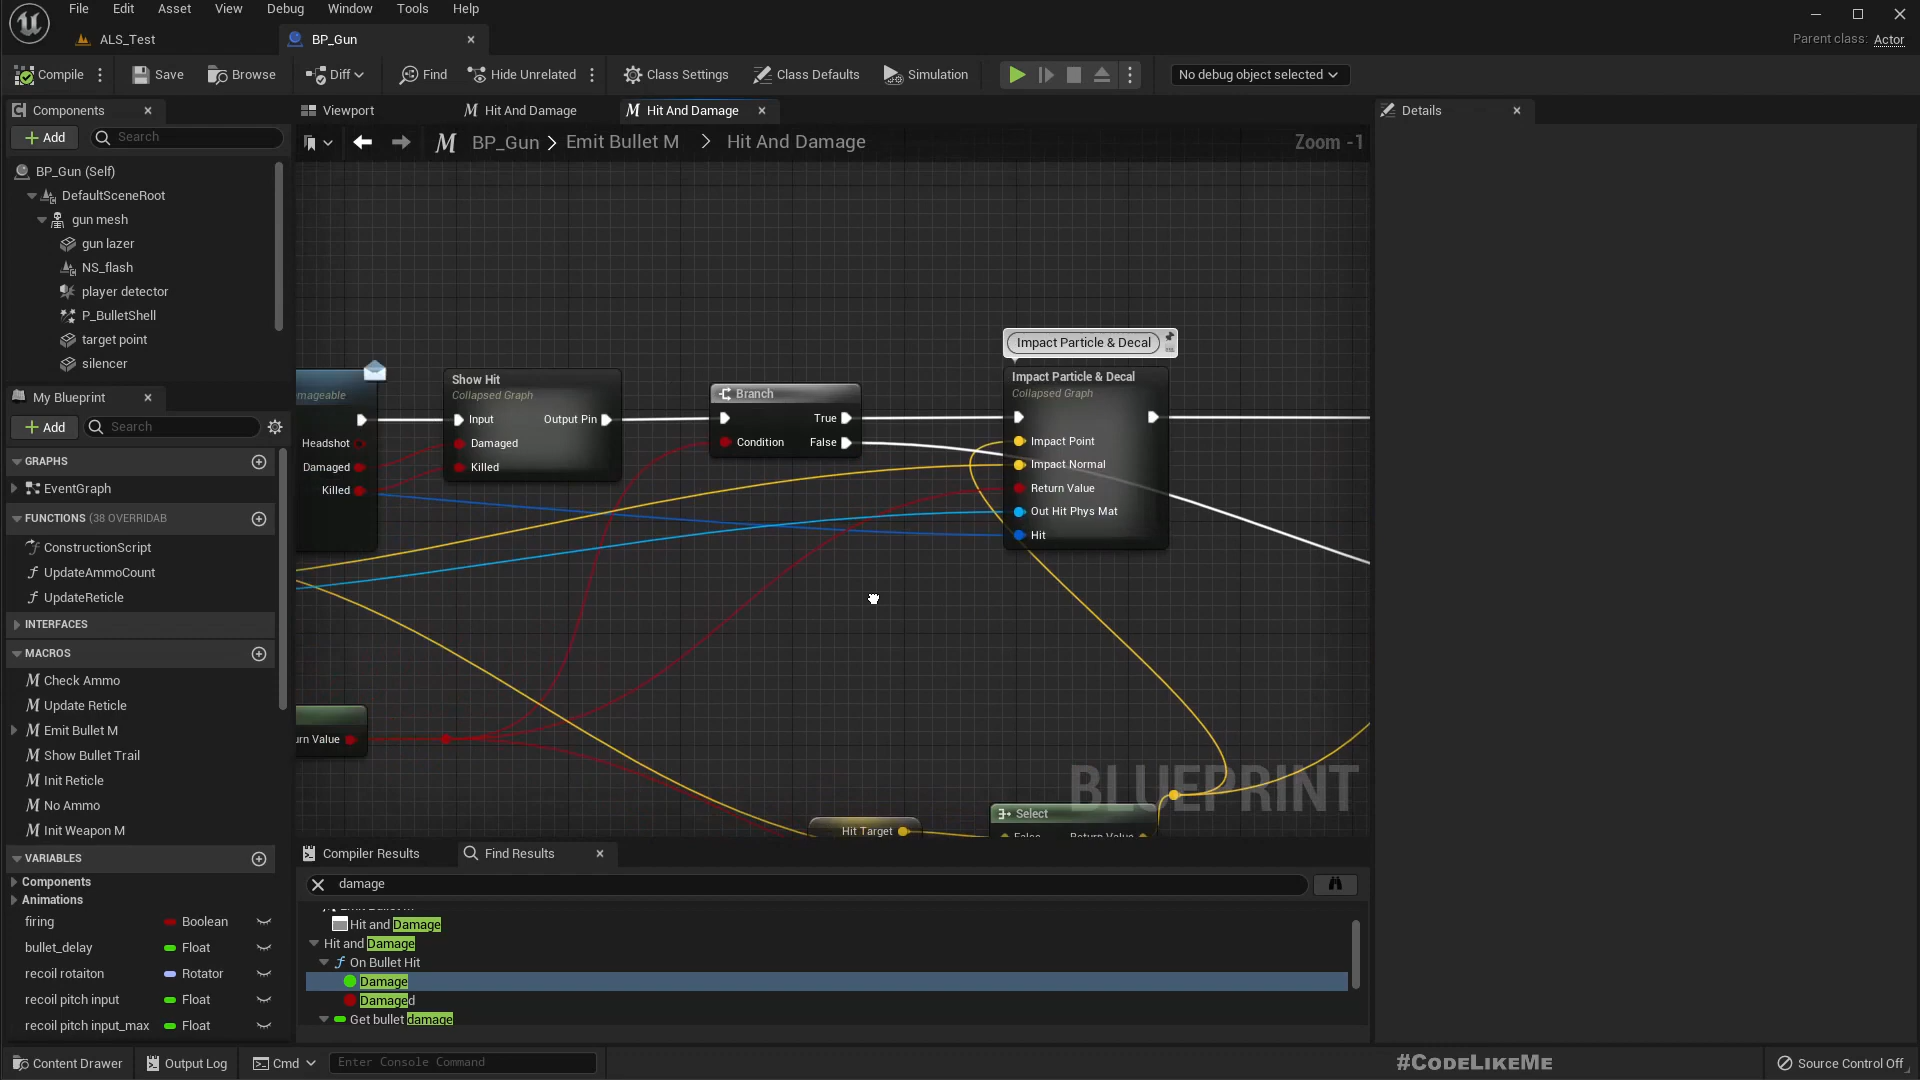 File Edit Asset View Debug Window Tools Help
ALS_Test
BP_Gun
Parent class: Actor
Compile Save Browse Diff Find Hide Unrelated Class Settings Class Defaults Simulation No debug object selected
Components
Viewport
Hit And Damage
Hit And Damage
Details
Add
Search
BP_Gun > Emit Bullet M > Hit And Damage
Zoom -1
BP_Gun (Self)
DefaultSceneRoot
gun mesh
gun lazer
NS_flash
player detector
P_BulletShell
target point
silencer
My Blueprint
Add
Search
GRAPHS
EventGraph
FUNCTIONS (38 OVERRIDAB
ConstructionScript
UpdateAmmoCount
UpdateReticle
INTERFACES
MACROS
Check Ammo
Update Reticle
Emit Bullet M
Show Bullet Trail
Init Reticle
No Ammo
Init Weapon M
VARIABLES
Components
Animations
firing Boolean
bullet_delay Float
recoil rotaiton Rotator
recoil pitch input Float
recoil pitch input_max Float
mageable
Headshot
Damaged
Killed
Show Hit
Collapsed Graph
Input Output Pin
Damaged
Killed
Branch
True
Condition False
Impact Particle & Decal
Impact Particle & Decal
Collapsed Graph
Impact Point
Impact Normal
Return Value
Out Hit Phys Mat
Hit
urn Value
Hit Target
Select
False Return Value
BLUEPRINT
Compiler Results
Find Results
damage
Hit and Damage
Hit and Damage
On Bullet Hit
Damage
Damaged
Get bullet damage
Content Drawer Output Log Cmd Enter Console Command
#CODELIKEME
Source Control Off